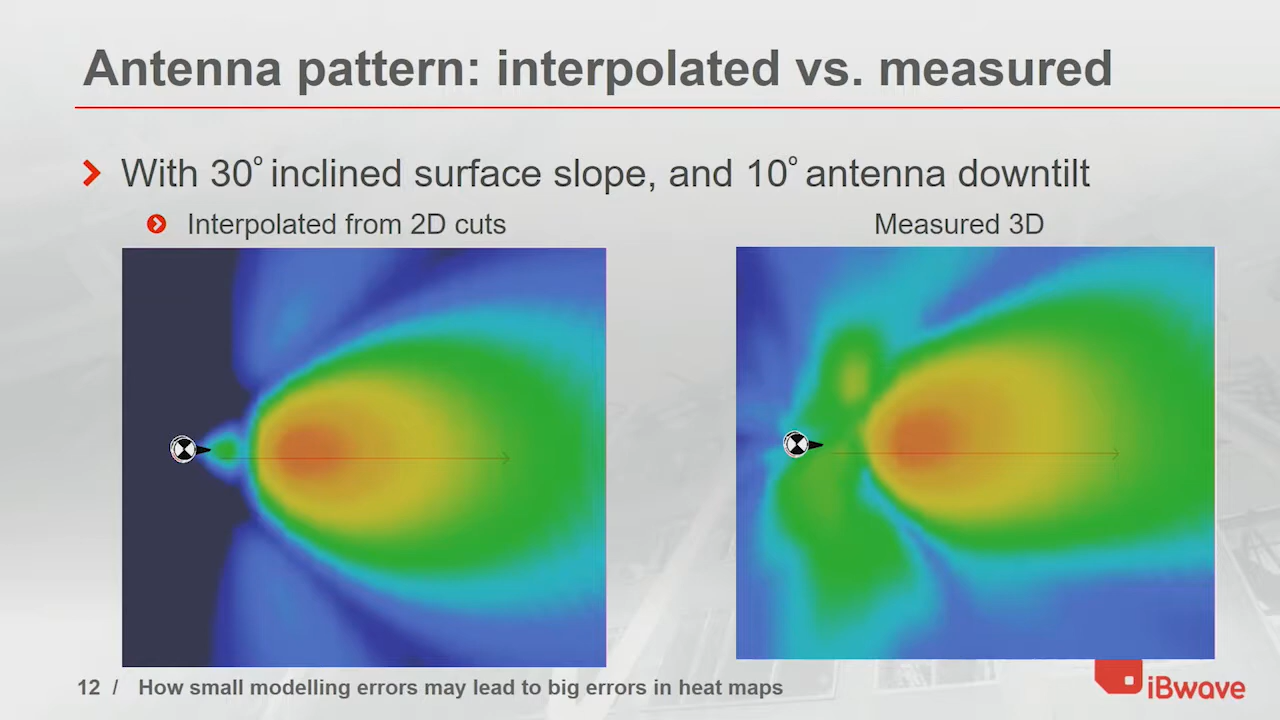 Antenna pattern: interpolated vs. measured
With 30° inclined surface slope, and 10° antenna downtilt
Interpolated from 2D cuts
Measured 3D
12 / How small modelling errors may lead to big errors in heat maps
iBwave